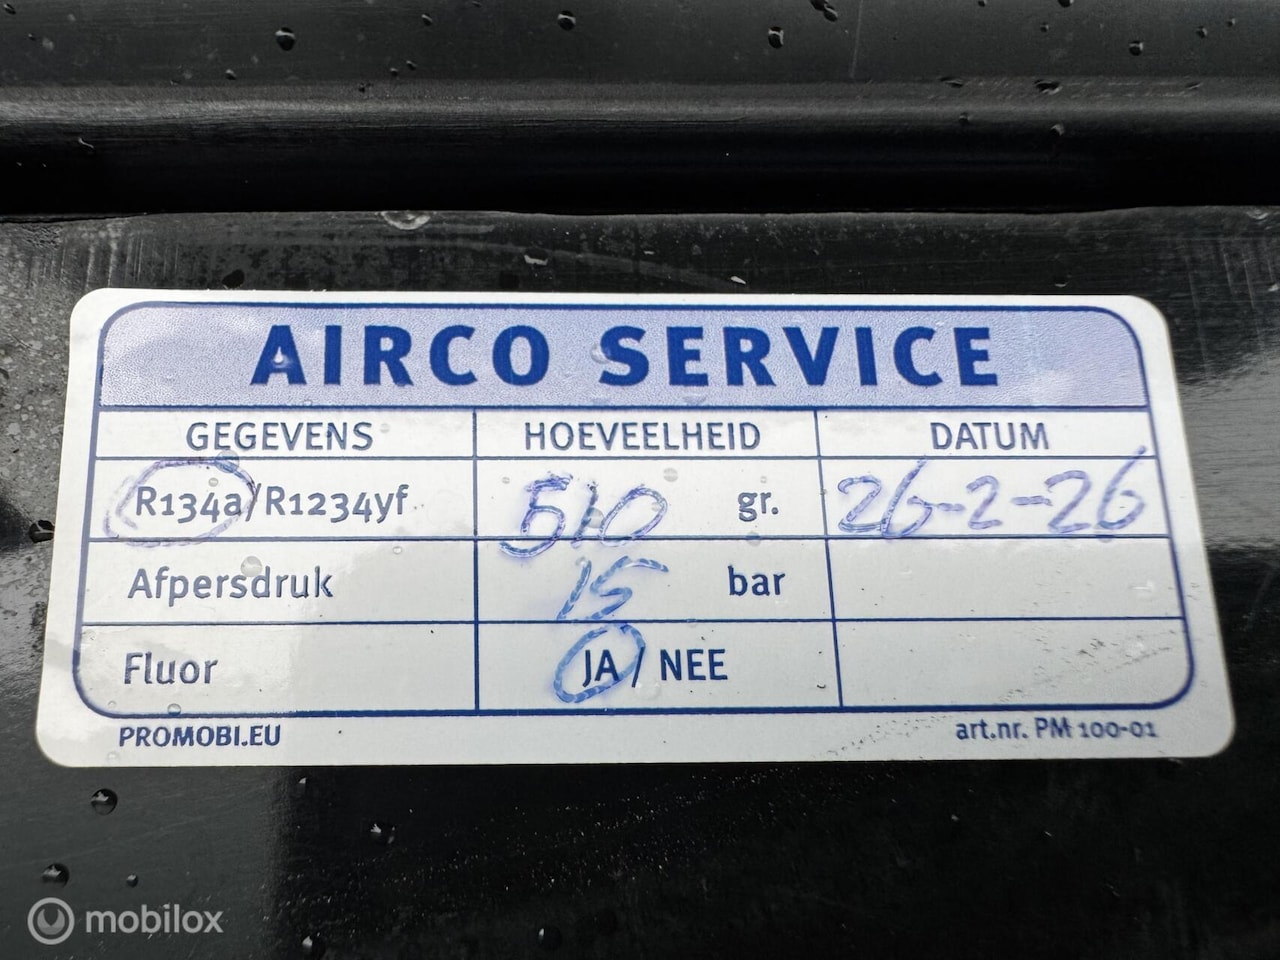 AIRCO SERVICE
GEGEVENS HOEVEELHEID DATUM
R134a/R1234yf 510 gr. 26-2-26
Afpersdruk 15 bar
Fluor JA / NEE
PROMOBI.EU art.nr. PM 100-01
mobilox